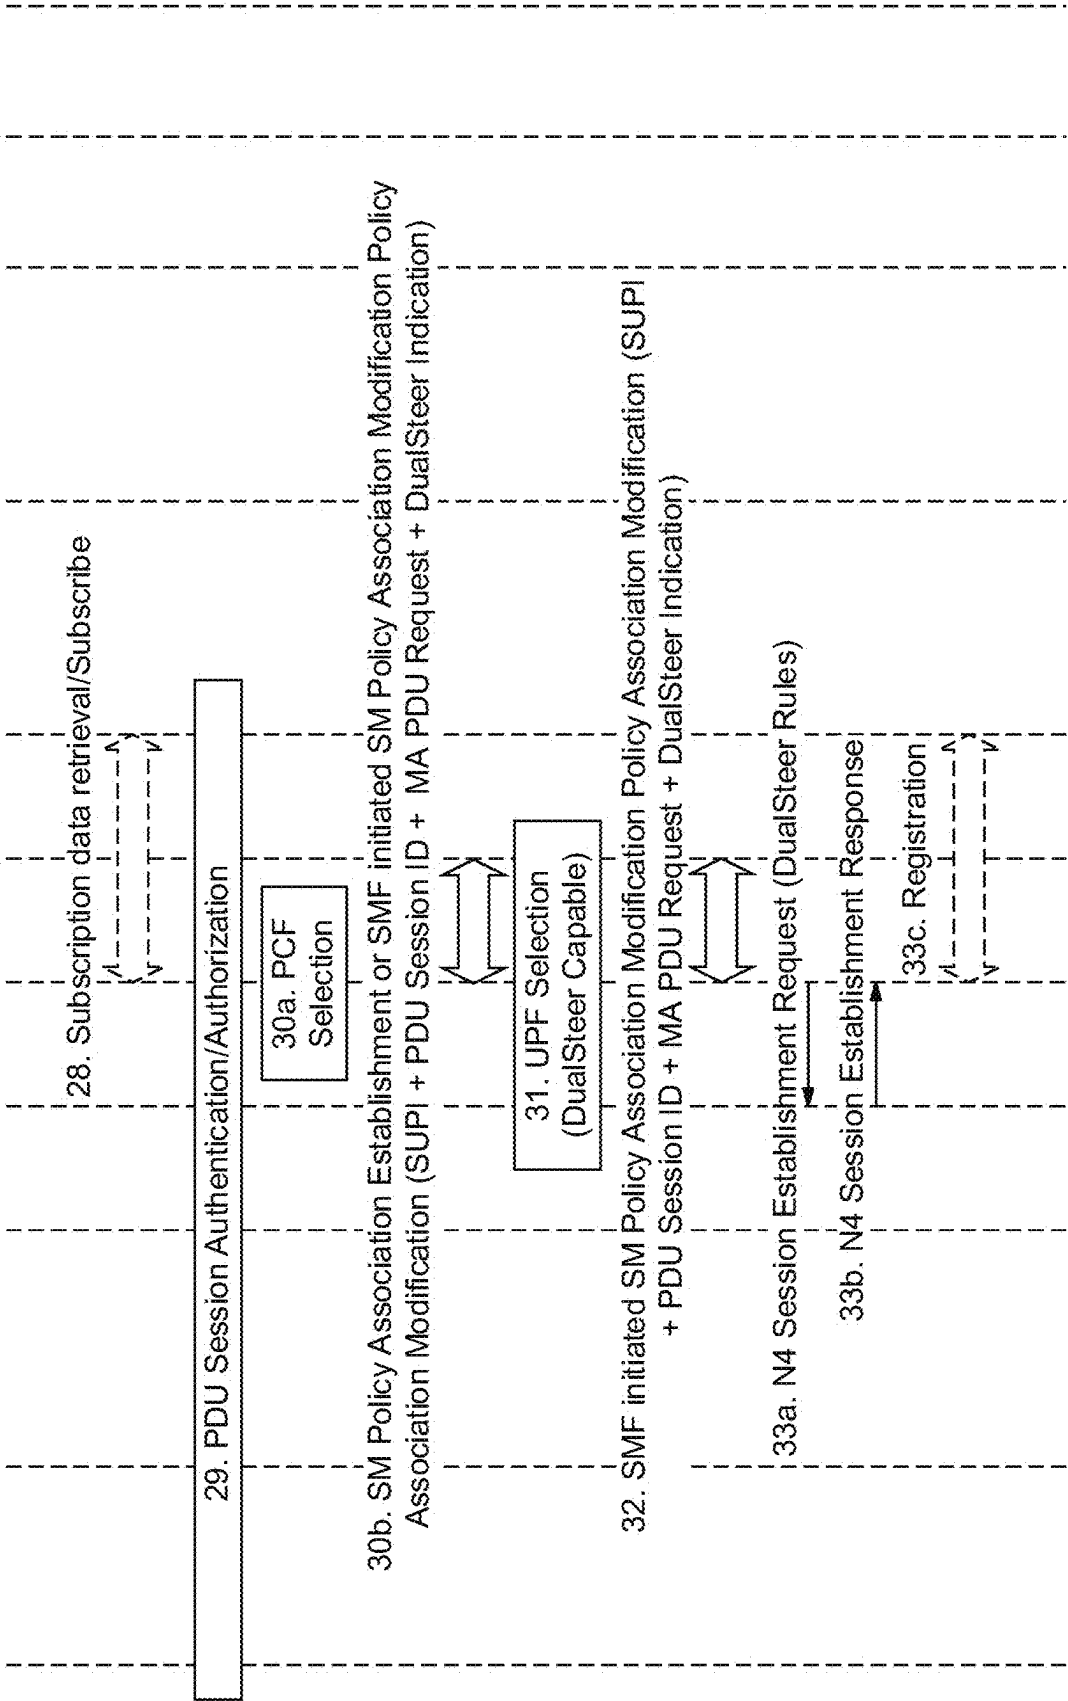 28. Subscription data retrieval/Subscribe
29. PDU Session Authentication/Authorization
30a. PCF
Selection
30b. SM Policy Association Establishment or SMF initiated SM Policy Association Modification Policy
Association Modification (SUPI + PDU Session ID + MA PDU Request + DualSteer Indication)
31. UPF Selection
(DualSteer Capable)
32. SMF initiated SM Policy Association Modification Policy Association Modification (SUPI
+ PDU Session ID + MA PDU Request + DualSteer Indication)
33a. N4 Session Establishment Request (DualSteer Rules)
33b. N4 Session Establishment Response
33c. Registration